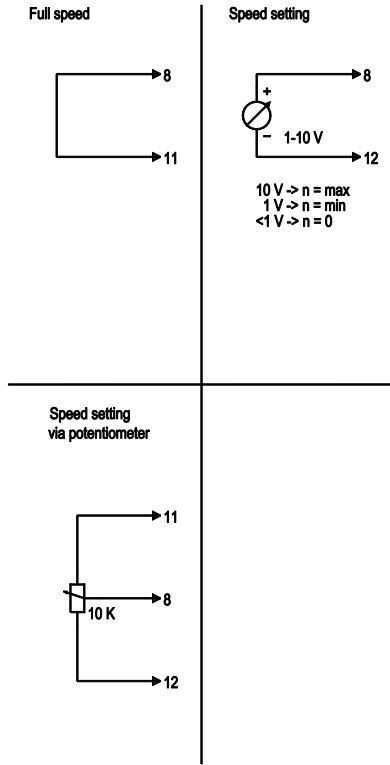 Full speed
8
11
Speed setting
8
+
–
1-10 V
12
10 V -> n = max
1 V -> n = min
<1 V -> n = 0
Speed setting
via potentiometer
11
8
10 K
12